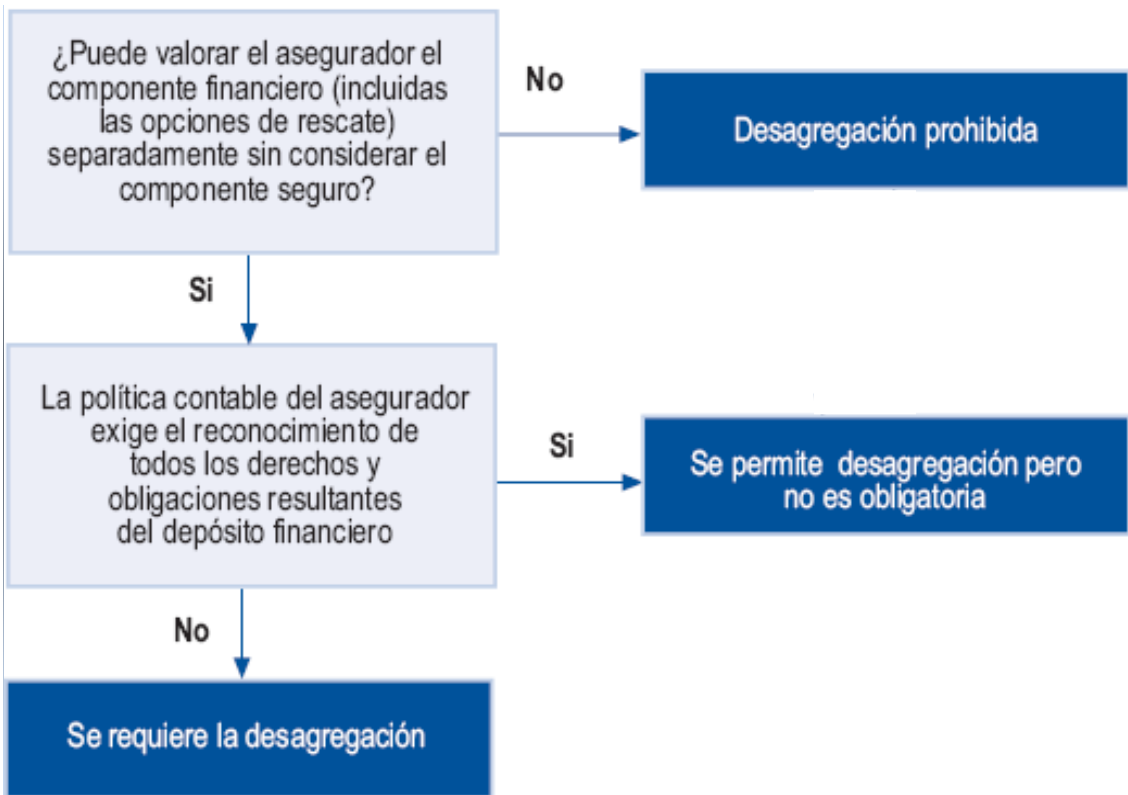 ¿Puede valorar el asegurador el
componente financiero (incluidas
las opciones de rescate)
separadamente sin considerar el
componente seguro?
No
Desagregación prohibida
Si
La política contable del asegurador
exige el reconocimiento de
todos los derechos y
obligaciones resultantes
del depósito financiero
Si
Se permite desagregación pero
no es obligatoria
No
Se requiere la desagregación